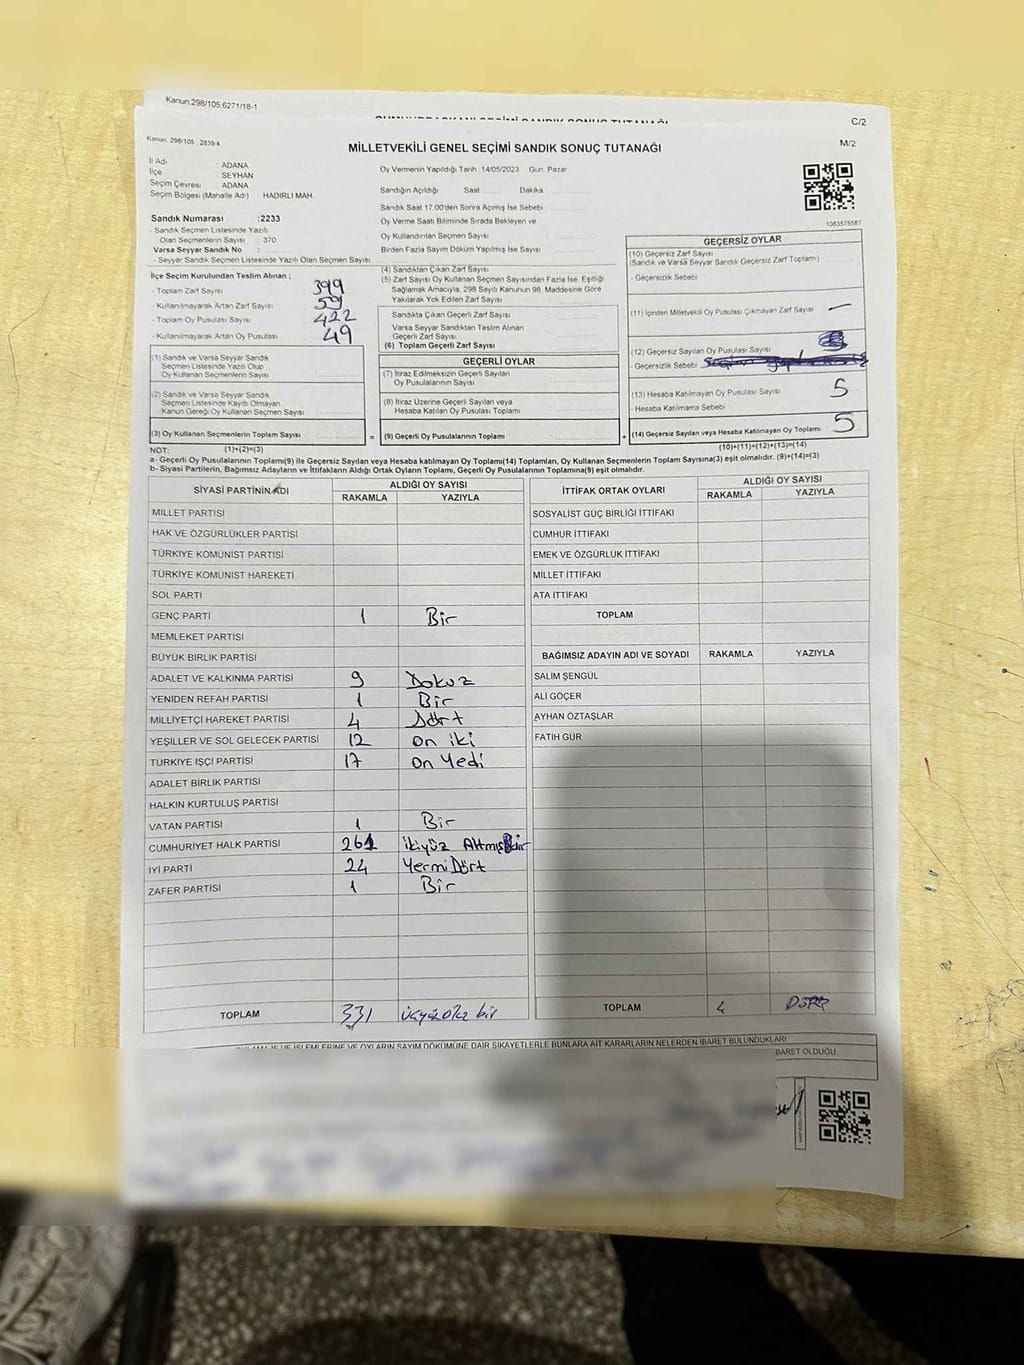 Kanun.298/105.6271/18-1
C/2
Kanun. 298/105 . 2839/4
MİLLETVEKİLİ GENEL SEÇİMİ SANDIK SONUÇ TUTANAĞI
M/2
İl Adı ADANA
İlçe SEYHAN
Seçim Çevresi ADANA
Seçim Bölgesi (Mahalle Adı) HADIRLI MAH
Sandık Numarası :2233
- Sandık Seçmen Listesinde Yazılı
Olan Seçmenlerin Sayısı : 370
Varsa Seyyar Sandık No :
- Seyyar Sandık Seçmen Listesinde Yazılı Olan Seçmen Sayısı
Oy Vermenin Yapıldığı Tarih :14/05/2023 Gün: Pazar
Sandığın Açıldığı Saat Dakika
Sandık Saat 17:00'den Sonra Açılmış İse Sebebi
Oy Verme Saati Bitiminde Sırada Bekleyen ve
Oy Kullandırılan Seçmen Sayısı
Birden Fazla Sayım Döküm Yapılmış İse Sayısı
1083575587
İlçe Seçim Kurulundan Teslim Alınan ;
- Toplam Zarf Sayısı 399
- Kullanılmayarak Artan Zarf Sayısı 59
- Toplam Oy Pusulası Sayısı 422
- Kullanılmayarak Artan Oy Pusulası 49
(1) Sandık ve Varsa Seyyar Sandık
Seçmen Listesinde Yazılı Olup
Oy Kullanan Seçmenlerin Sayısı
(2) Sandık ve Varsa Seyyar Sandık
Seçmen Listesinde Kayıtlı Olmayan
Kanun Gereği Oy Kullanan Seçmen Sayısı
(3) Oy Kullanan Seçmenlerin Toplam Sayısı
(1)+(2)=(3)
(4) Sandıktan Çıkan Zarf Sayısı
(5) Zarf Sayısı Oy Kullanan Seçmen Sayısından Fazla İse, Eşitliği
Sağlamak Amacıyla, 298 Sayılı Kanunun 98. Maddesine Göre
Yakılarak Yok Edilen Zarf Sayısı
Sandıkta Çıkan Geçerli Zarf Sayısı
Varsa Seyyar Sandıktan Teslim Alınan
Geçerli Zarf Sayısı
(6) Toplam Geçerli Zarf Sayısı
GEÇERLİ OYLAR
(7) İtiraz Edilmeksizin Geçerli Sayılan
Oy Pusulalarının Sayısı
(8) İtiraz Üzerine Geçerli Sayılan veya
Hesaba Katılan Oy Pusulası Toplamı
= (9) Geçerli Oy Pusulalarının Toplamı +
GEÇERSİZ OYLAR
(10) Geçersiz Zarf Sayısı
(Sandık ve Varsa Seyyar Sandık Geçersiz Zarf Toplamı)
- Geçersizlik Sebebi
(11) İçinden Milletvekili Oy Pusulası Çıkmayan Zarf Sayısı —
(12) Geçersiz Sayılan Oy Pusulası Sayısı
- Geçersizlik Sebebi
(13) Hesaba Katılmayan Oy Pusulası Sayısı 5
- Hesaba Katılmama Sebebi
(14) Geçersiz Sayılan veya Hesaba Katılmayan Oy Toplamı 5
(10)+(11)+(12)+(13)=(14)
NOT:
a- Geçerli Oy Pusulasının Toplamı(9) ile Geçersiz Sayılan veya Hesaba katılmayan Oy Toplamı(14) Toplamları, Oy Kullanan Seçmenlerin Toplam Sayısına(3) eşit olmalıdır. (9)+(14)=(3)
b- Siyasi Partilerin, Bağımsız Adayların ve İttifakların Aldığı Ortak Oyların Toplamı, Geçerli Oy Pusulalarının Toplamına(9) eşit olmalıdır.
SİYASİ PARTİNİN ADI ALDIĞI OY SAYISI
RAKAMLA YAZIYLA
MİLLET PARTİSİ
HAK VE ÖZGÜRLÜKLER PARTİSİ
TÜRKİYE KOMÜNİST PARTİSİ
TÜRKİYE KOMÜNİST HAREKETİ
SOL PARTİ
GENÇ PARTİ 1 Bir
MEMLEKET PARTİSİ
BÜYÜK BİRLİK PARTİSİ
ADALET VE KALKINMA PARTİSİ 9 Dokuz
YENİDEN REFAH PARTİSİ 1 Bir
MİLLİYETÇİ HAREKET PARTİSİ 4 Dört
YEŞİLLER VE SOL GELECEK PARTİSİ 12 on iki
TÜRKİYE İŞÇİ PARTİSİ 17 on Yedi
ADALET BİRLİK PARTİSİ
HALKIN KURTULUŞ PARTİSİ
VATAN PARTİSİ 1 Bir
CUMHURİYET HALK PARTİSİ 261 ikiyüz Altmış Bir
İYİ PARTİ 24 Yermi Dört
ZAFER PARTİSİ 1 Bir
TOPLAM 331 üçyüzotuz bir
İTTİFAK ORTAK OYLARI ALDIĞI OY SAYISI
RAKAMLA YAZIYLA
SOSYALİST GÜÇ BİRLİĞİ İTTİFAKI
CUMHUR İTTİFAKI
EMEK VE ÖZGÜRLÜK İTTİFAKI
MİLLET İTTİFAKI
ATA İTTİFAKI
TOPLAM
BAĞIMSIZ ADAYIN ADI VE SOYADI RAKAMLA YAZIYLA
SALİM ŞENGÜL
ALİ GÖÇER
AYHAN ÖZTAŞLAR
FATİH GÜR
TOPLAM 4 Dört
İŞLEMLERİNE VE OYLARIN SAYIM DÖKÜMÜNE DAİR ŞİKAYETLERLE BUNLARA AİT KARARLARIN NELERDEN İBARET BULUNDUKLARI
BARET OLDUĞU